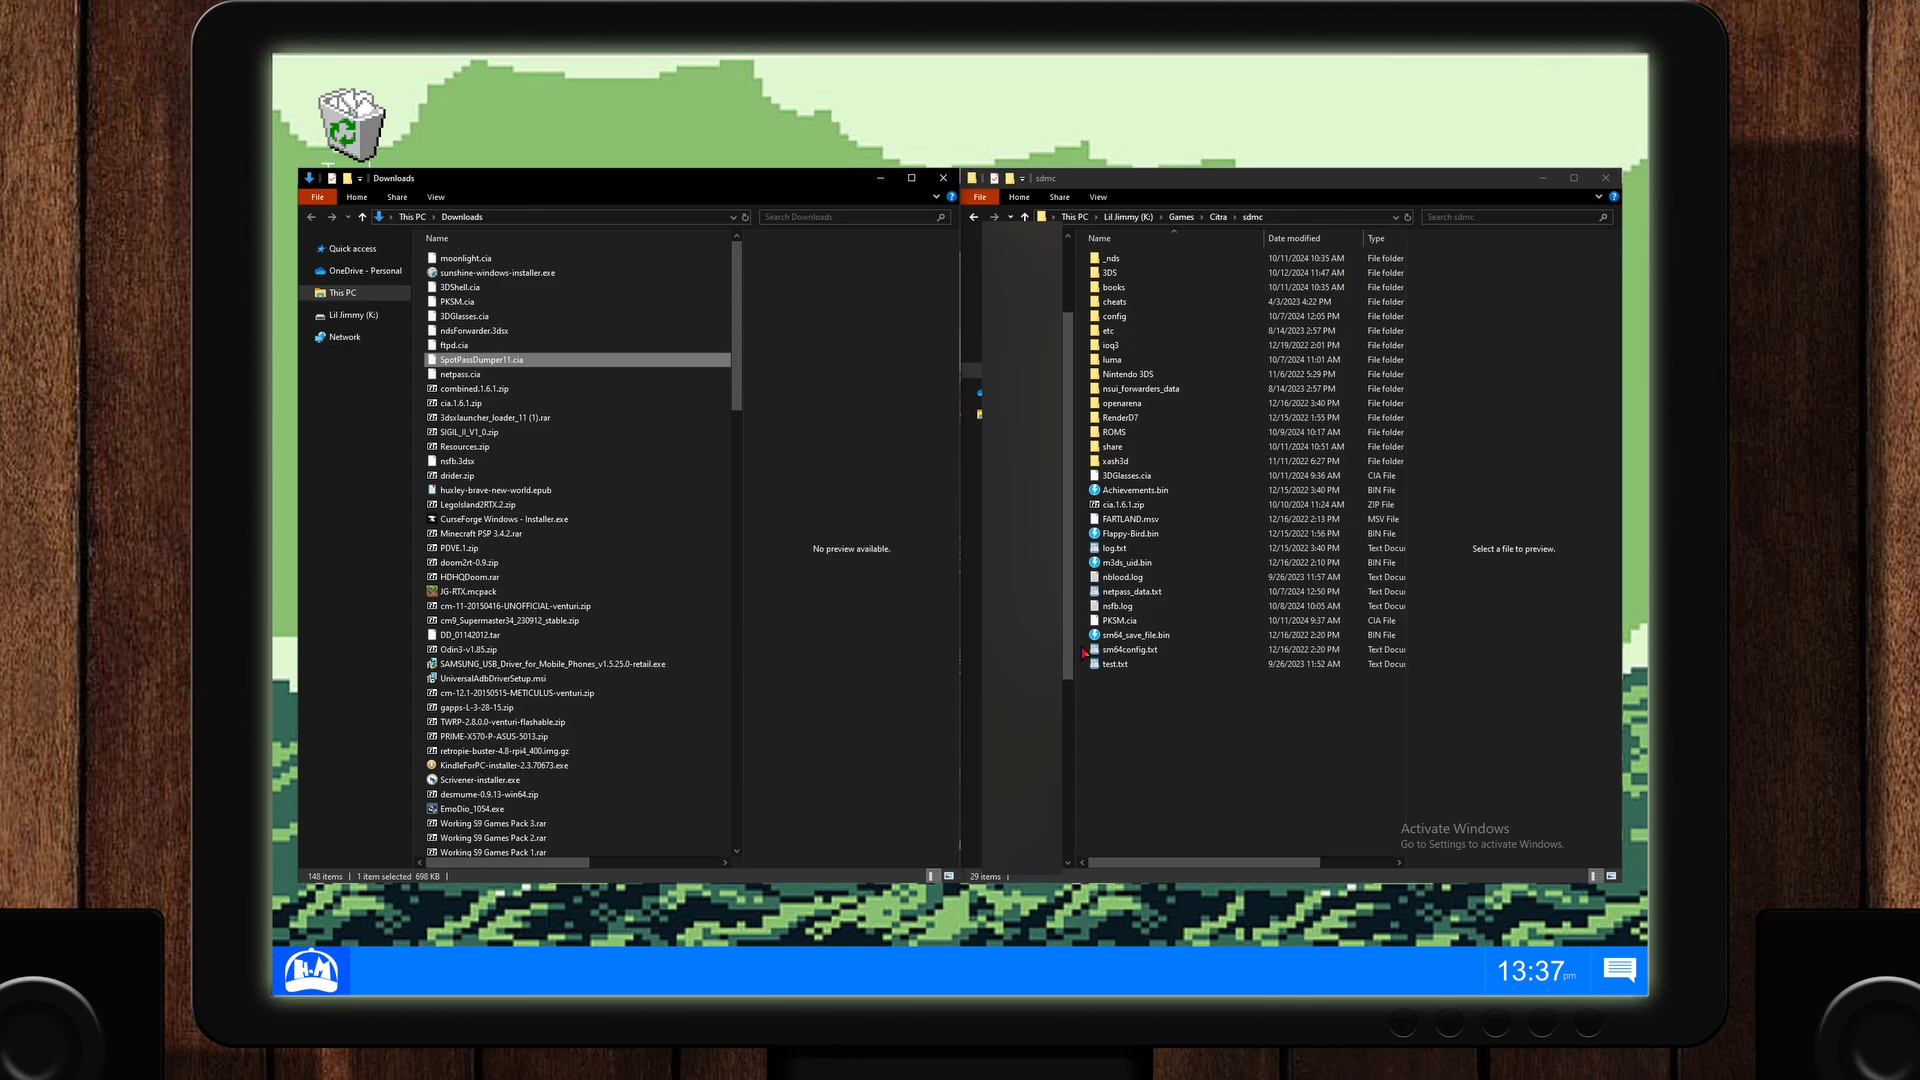 Downloads
File Home Share View
This PC Downloads
Search Downloads
Quick access
OneDrive - Personal
This PC
Lil Jimmy (K:)
Network
Name
moonlight.cia
sunshine-windows-installer.exe
3DShell.cia
PKSM.cia
3DGlasses.cia
ndsForwarder.3dsx
ftpd.cia
SpotPassDumper11.cia
netpass.cia
combined.1.6.1.zip
cia.1.6.1.zip
3dsxlauncher_loader_11 (1).rar
SIGIL_II_V1_0.zip
Resources.zip
nsfb.3dsx
drider.zip
huxley-brave-new-world.epub
LegoIsland2RTX.2.zip
CurseForge Windows - Installer.exe
Minecraft PSP 3.4.2.rar
PDVE.1.zip
doom2rt-0.9.zip
HDHQDoom.rar
JG-RTX.mcpack
cm-11-20150416-UNOFFICIAL-venturi.zip
cm9_Supermaster34_230912_stable.zip
DD_01142012.tar
Odin3-v1.85.zip
SAMSUNG_USB_Driver_for_Mobile_Phones_v1.5.25.0-retail.exe
UniversalAdbDriverSetup.msi
cm-12.1-20150515-METICULUS-venturi.zip
gapps-L-3-28-15.zip
TWRP-2.8.0.0-venturi-flashable.zip
PRIME-X570-P-ASUS-5013.zip
retropie-buster-4.8-rpi4_400.img.gz
KindleForPC-installer-2.3.70673.exe
Scrivener-installer.exe
desmume-0.9.13-win64.zip
EmoDio_1054.exe
Working S9 Games Pack 3.rar
Working S9 Games Pack 2.rar
Working S9 Games Pack 1.rar
No preview available.
148 items 1 item selected 698 KB
sdmc
File Home Share View
This PC Lil Jimmy (K:) Games Citra sdmc
Search sdmc
Name Date modified Type
_nds 10/11/2024 10:35 AM File folder
3DS 10/12/2024 11:47 AM File folder
books 10/11/2024 10:35 AM File folder
cheats 4/3/2023 4:22 PM File folder
config 10/7/2024 12:05 PM File folder
etc 8/14/2023 2:57 PM File folder
ioq3 12/19/2022 2:01 PM File folder
luma 10/7/2024 11:01 AM File folder
Nintendo 3DS 11/6/2022 5:29 PM File folder
nsui_forwarders_data 8/14/2023 2:57 PM File folder
openarena 12/16/2022 3:40 PM File folder
RenderD7 12/15/2022 1:55 PM File folder
ROMS 10/9/2024 10:17 AM File folder
share 10/11/2024 10:51 AM File folder
xash3d 11/11/2022 6:27 PM File folder
3DGlasses.cia 10/11/2024 9:36 AM CIA File
Achievements.bin 12/15/2022 3:40 PM BIN File
cia.1.6.1.zip 10/10/2024 11:24 AM ZIP File
FARTLAND.msv 12/16/2022 2:13 PM MSV File
Flappy-Bird.bin 12/15/2022 1:56 PM BIN File
log.txt 12/15/2022 3:40 PM Text Docu
m3ds_uid.bin 12/16/2022 2:10 PM BIN File
nblood.log 9/26/2023 11:57 AM Text Docu
netpass_data.txt 10/7/2024 12:50 PM Text Docu
nsfb.log 10/8/2024 10:05 AM Text Docu
PKSM.cia 10/11/2024 9:37 AM CIA File
sm64_save_file.bin 12/16/2022 2:20 PM BIN File
sm64config.txt 12/16/2022 2:20 PM Text Docu
test.txt 9/26/2023 11:52 AM Text Docu
Select a file to preview.
Activate Windows
Go to Settings to activate Windows.
29 items
H-M
13:37pm